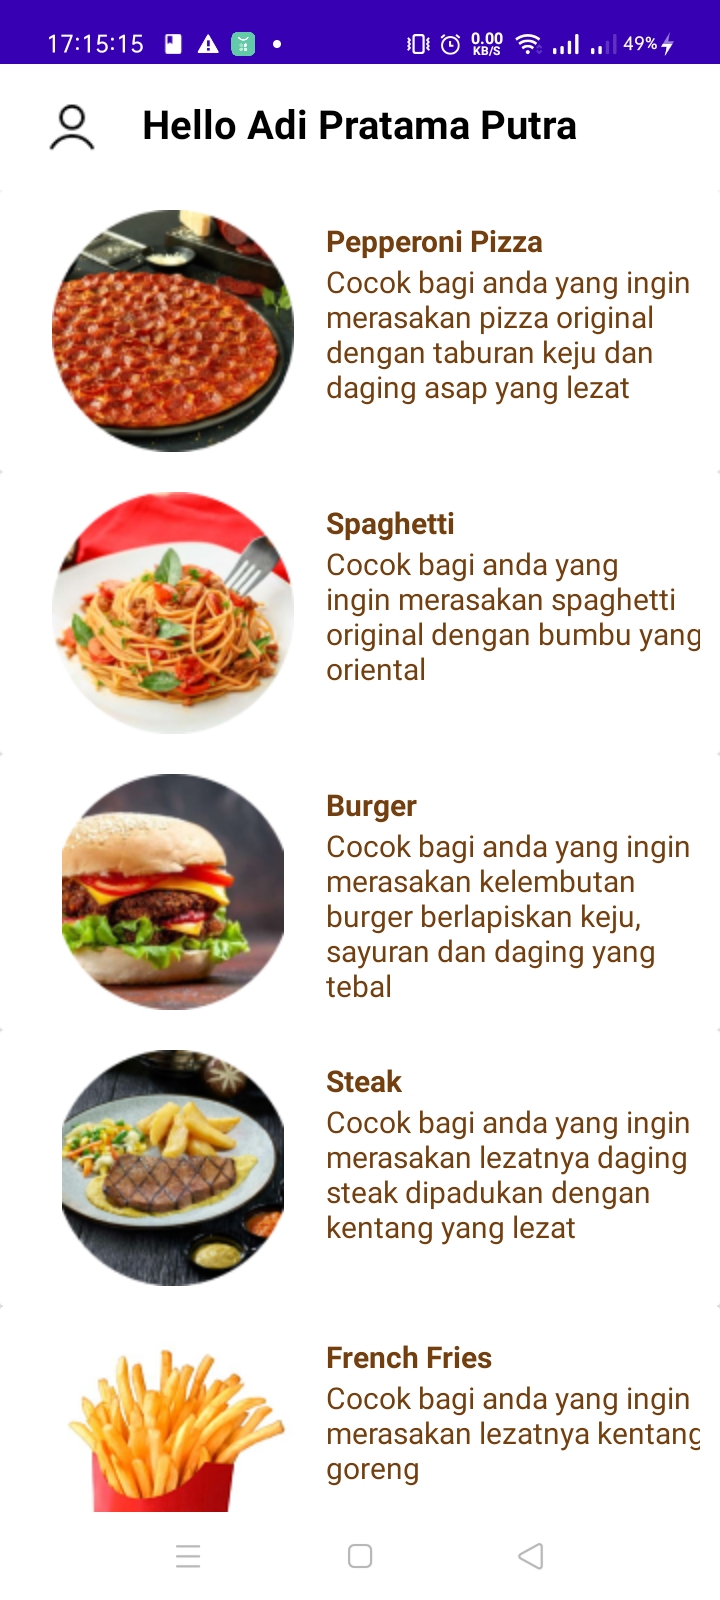 17:15:15 0.00 KB/S 49%
Hello Adi Pratama Putra
Pepperoni Pizza
Cocok bagi anda yang ingin
merasakan pizza original
dengan taburan keju dan
daging asap yang lezat
Spaghetti
Cocok bagi anda yang
ingin merasakan spaghetti
original dengan bumbu yang
oriental
Burger
Cocok bagi anda yang ingin
merasakan kelembutan
burger berlapiskan keju,
sayuran dan daging yang
tebal
Steak
Cocok bagi anda yang ingin
merasakan lezatnya daging
steak dipadukan dengan
kentang yang lezat
French Fries
Cocok bagi anda yang ingin
merasakan lezatnya kentang
goreng